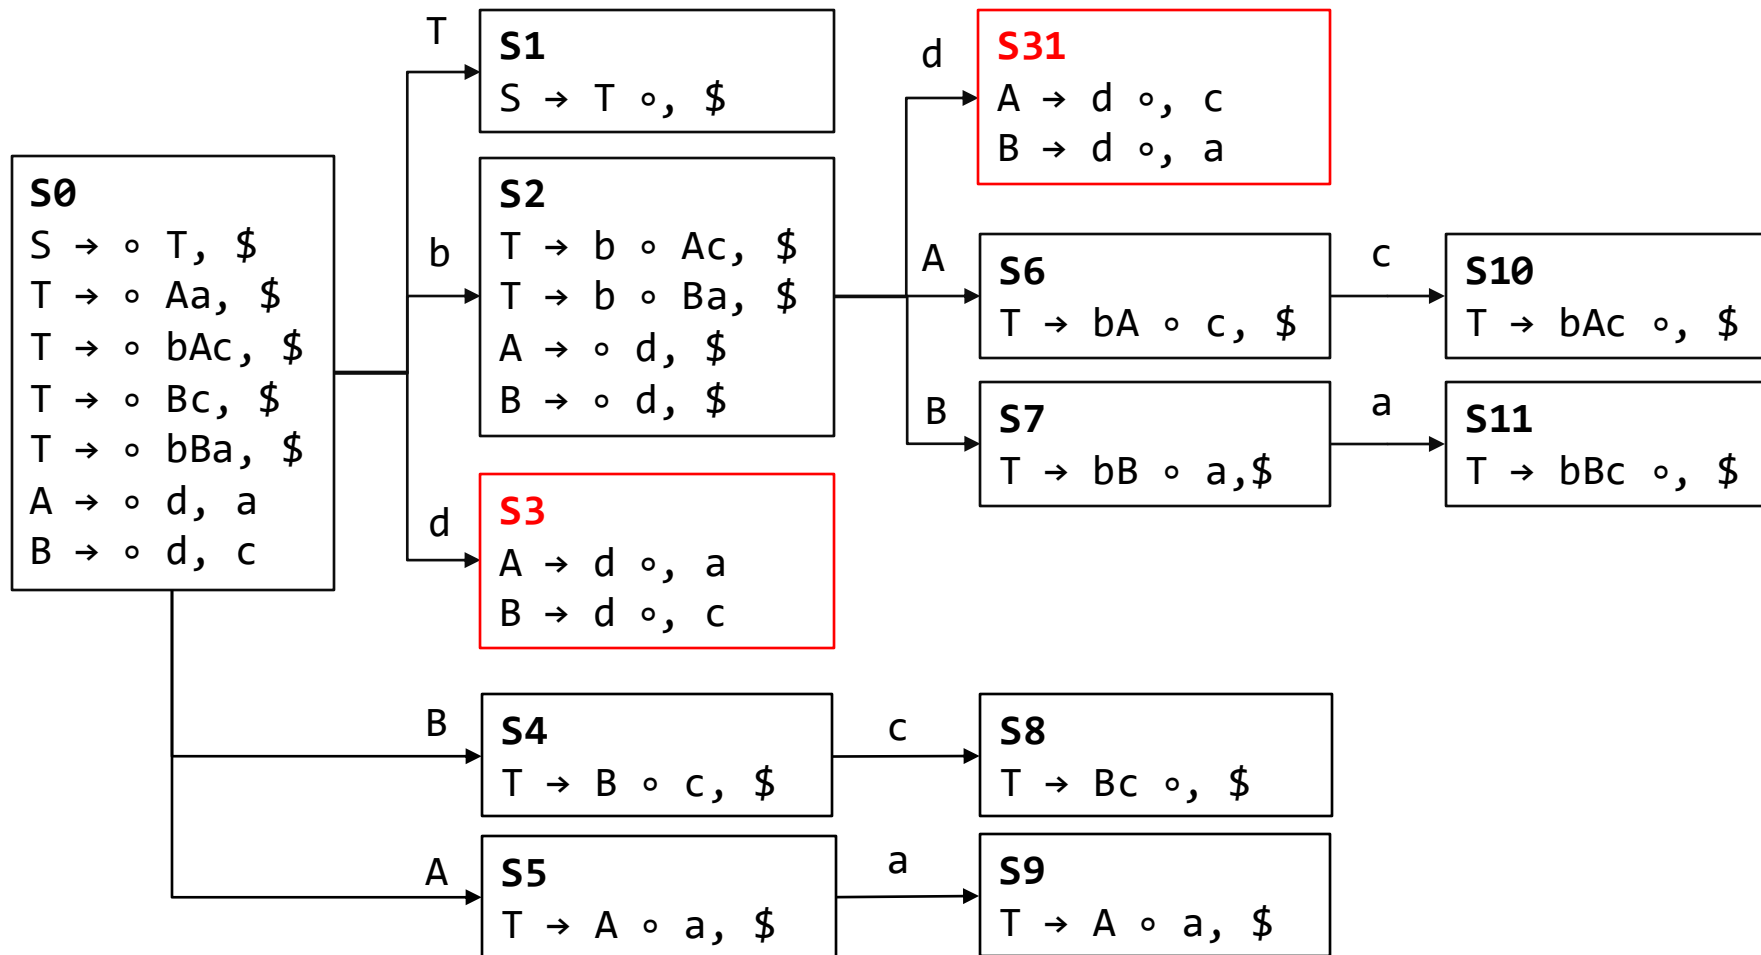 S0
S → ∘ T, $
T → ∘ Aa, $
T → ∘ bAc, $
T → ∘ Bc, $
T → ∘ bBa, $
A → ∘ d, a
B → ∘ d, c
T
S1
S → T ∘, $
b
S2
T → b ∘ Ac, $
T → b ∘ Ba, $
A → ∘ d, $
B → ∘ d, $
d
S3
A → d ∘, a
B → d ∘, c
B
S4
T → B ∘ c, $
A
S5
T → A ∘ a, $
d
S31
A → d ∘, c
B → d ∘, a
A
S6
T → bA ∘ c, $
B
S7
T → bB ∘ a,$
c
S8
T → Bc ∘, $
a
S9
T → A ∘ a, $
c
S10
T → bAc ∘, $
a
S11
T → bBc ∘, $